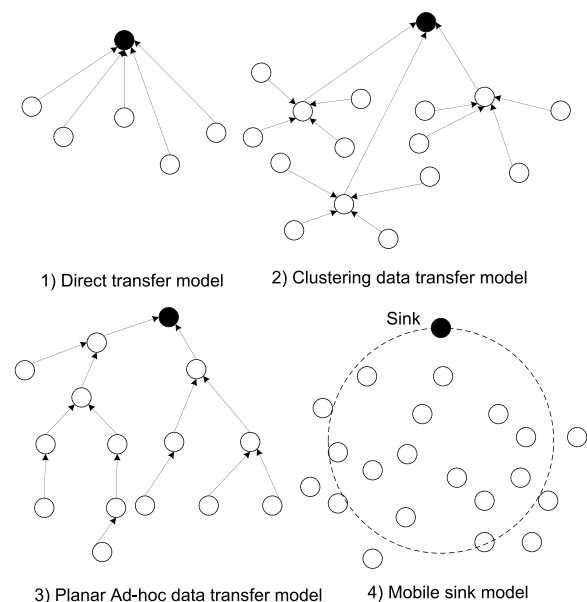 1) Direct transfer model
2) Clustering data transfer model
Sink
3) Planar Ad-hoc data transfer model
4) Mobile sink model